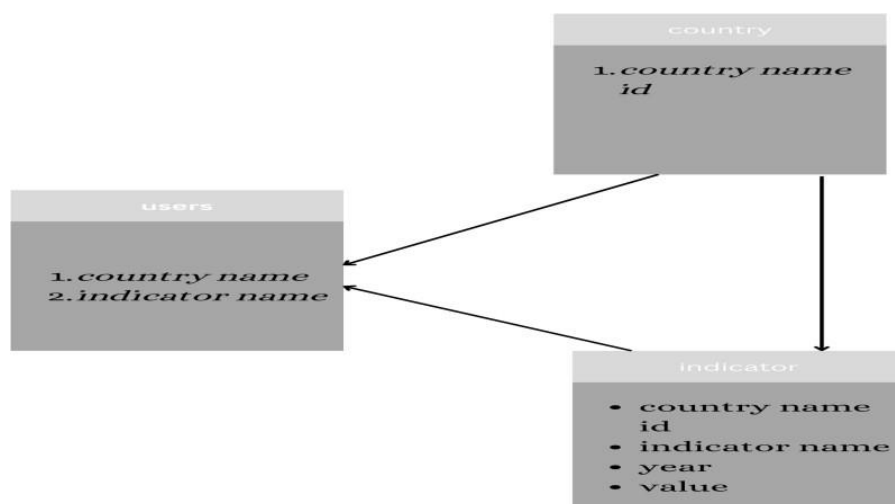 country
1. country name
id
users
1. country name
2. indicator name
indicator
• country name
id
• indicator name
• year
• value